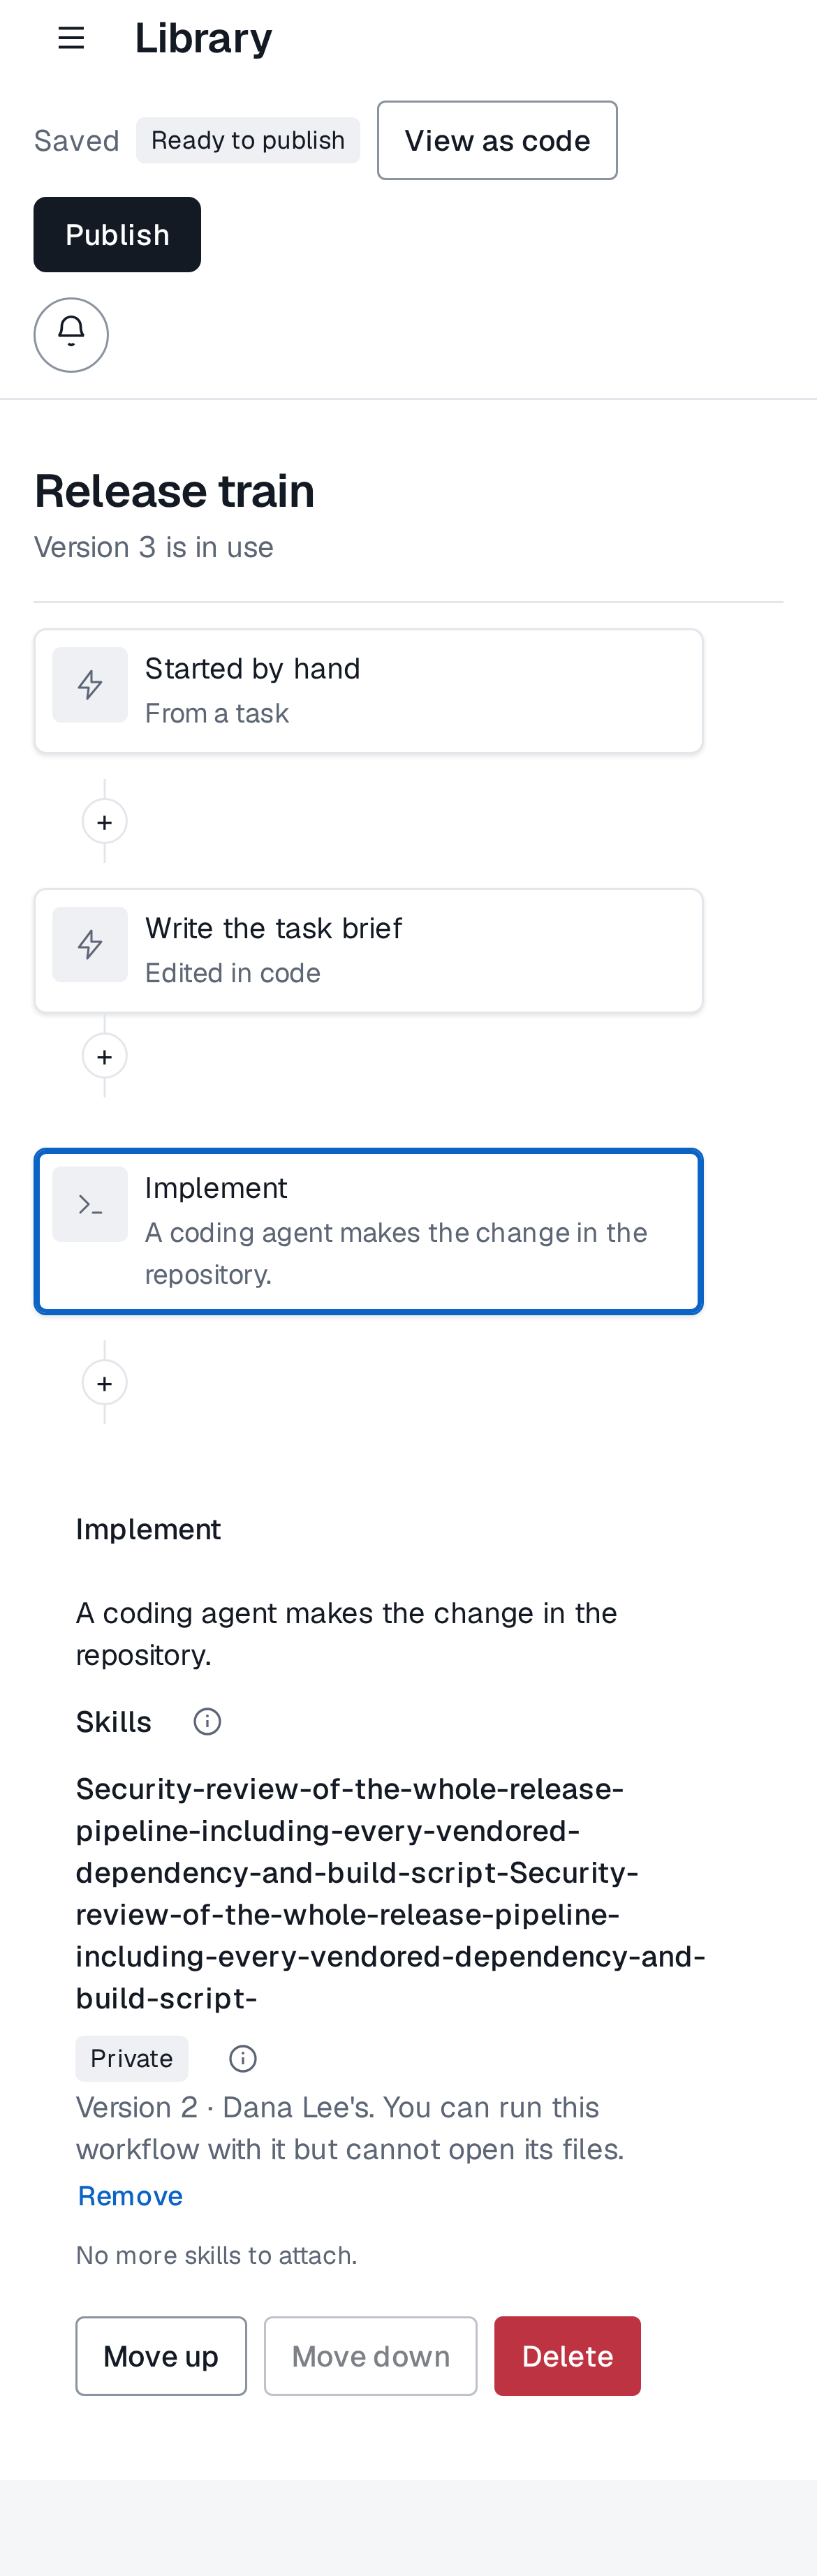 Library
Saved
Ready to publish
View as code
Publish
Release train
Version 3 is in use
Started by hand
From a task
+
Write the task brief
Edited in code
+
Implement
A coding agent makes the change in the
repository.
+
Implement
A coding agent makes the change in the
repository.
Skills
Security-review-of-the-whole-release-
pipeline-including-every-vendored-
dependency-and-build-script-Security-
review-of-the-whole-release-pipeline-
including-every-vendored-dependency-and-
build-script-
Private
Version 2 · Dana Lee's. You can run this
workflow with it but cannot open its files.
Remove
No more skills to attach.
Move up
Move down
Delete